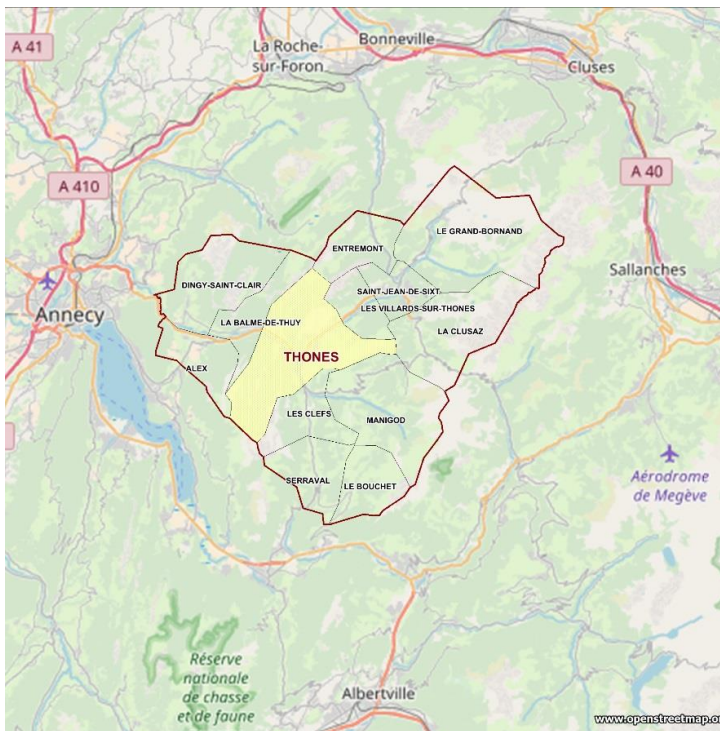 A 41
La Roche-
sur-Foron
Bonneville
Cluses
A 410
A 40
LE GRAND-BORNAND
ENTREMONT
Sallanches
DINGY-SAINT-CLAIR
SAINT-JEAN-DE-SIXT
LES VILLARDS-SUR-THONES
Annecy
LA BALME-DE-THUY
LA CLUSAZ
THONES
ALEX
LES CLEFS
MANIGOD
SERRAVAL
LE BOUCHET
Aérodrome
de Megève
Réserve
nationale
de chasse
et de faune
Albertville
www.openstreetmap.or